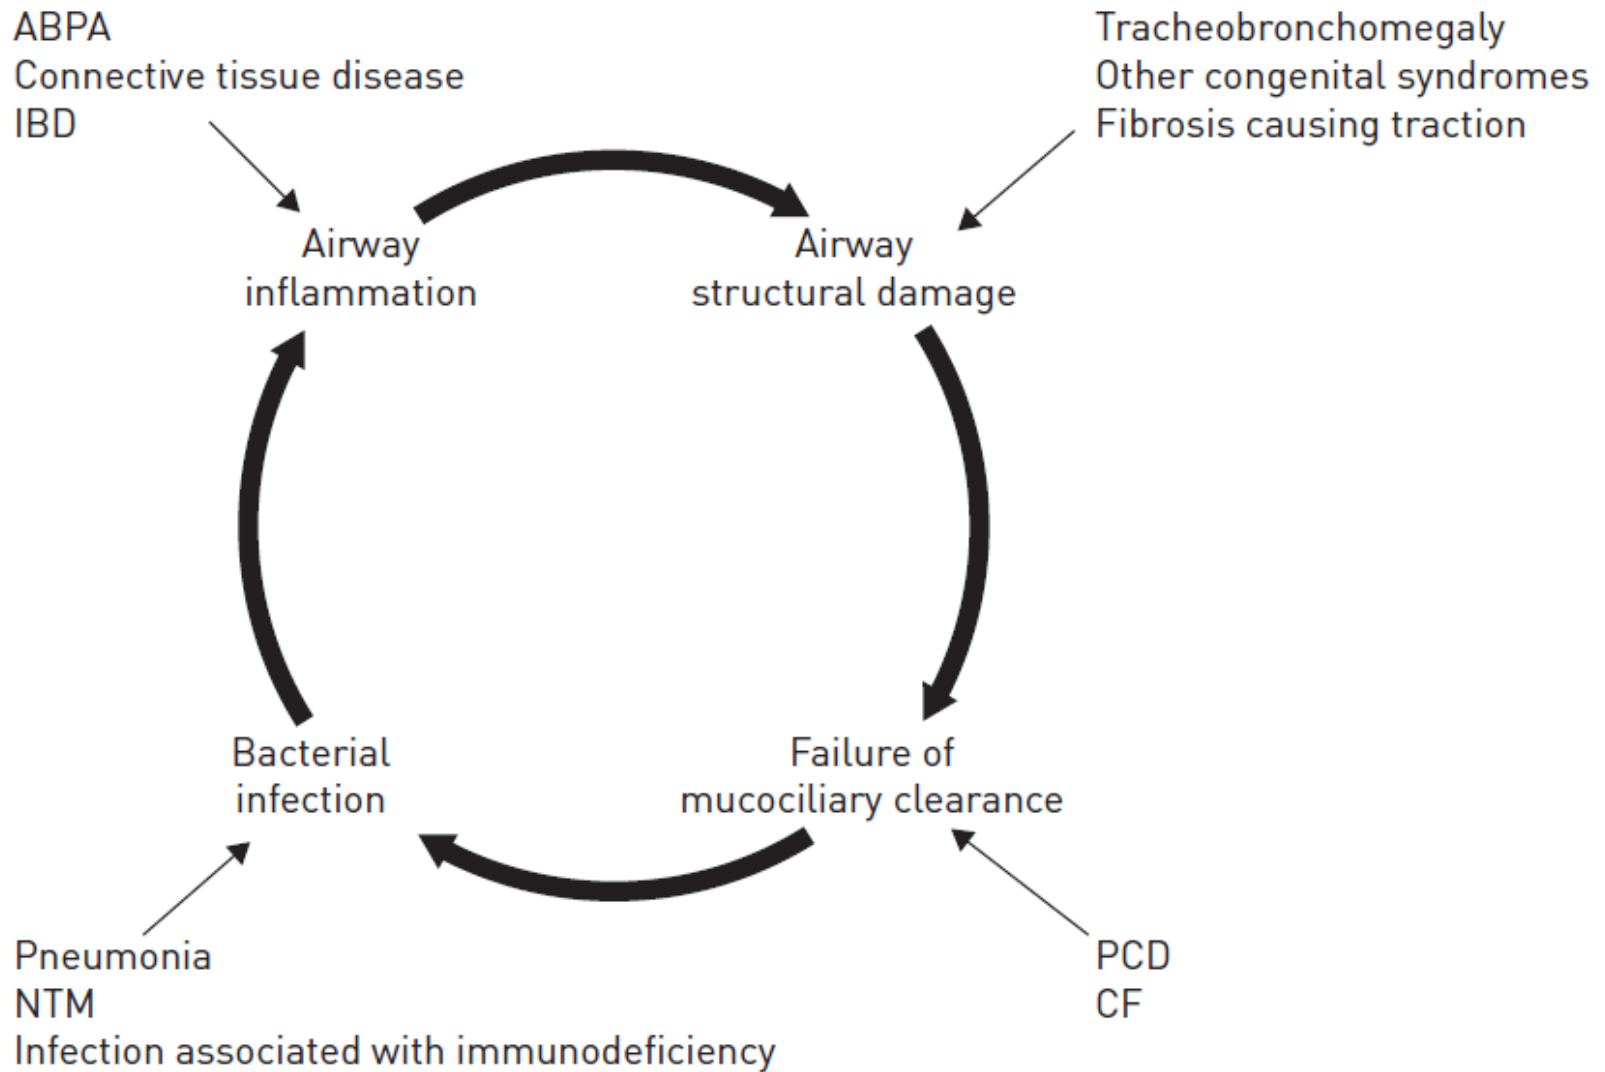 ABPA
Connective tissue disease
IBD
Tracheobronchomegaly
Other congenital syndromes
Fibrosis causing traction
Airway
inflammation
Airway
structural damage
Bacterial
infection
Failure of
mucociliary clearance
Pneumonia
NTM
Infection associated with immunodeficiency
PCD
CF